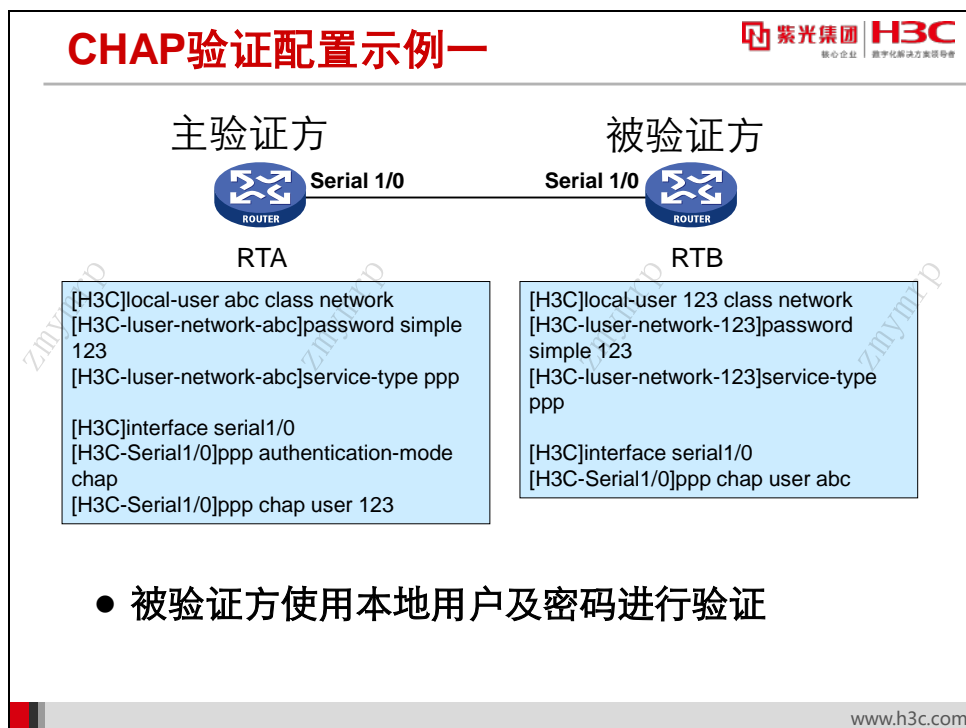 CHAP验证配置示例一
紫光集团 H3C
核心企业 数字化解决方案领导者
主验证方 被验证方
Serial 1/0 Serial 1/0
ROUTER ROUTER
RTA RTB
[H3C]local-user abc class network
[H3C-luser-network-abc]password simple
123
[H3C-luser-network-abc]service-type ppp
[H3C]interface serial1/0
[H3C-Serial1/0]ppp authentication-mode
chap
[H3C-Serial1/0]ppp chap user 123
[H3C]local-user 123 class network
[H3C-luser-network-123]password
simple 123
[H3C-luser-network-123]service-type
ppp
[H3C]interface serial1/0
[H3C-Serial1/0]ppp chap user abc
zmymrp zmymrp zmymrp zmymrp
● 被验证方使用本地用户及密码进行验证
www.h3c.com